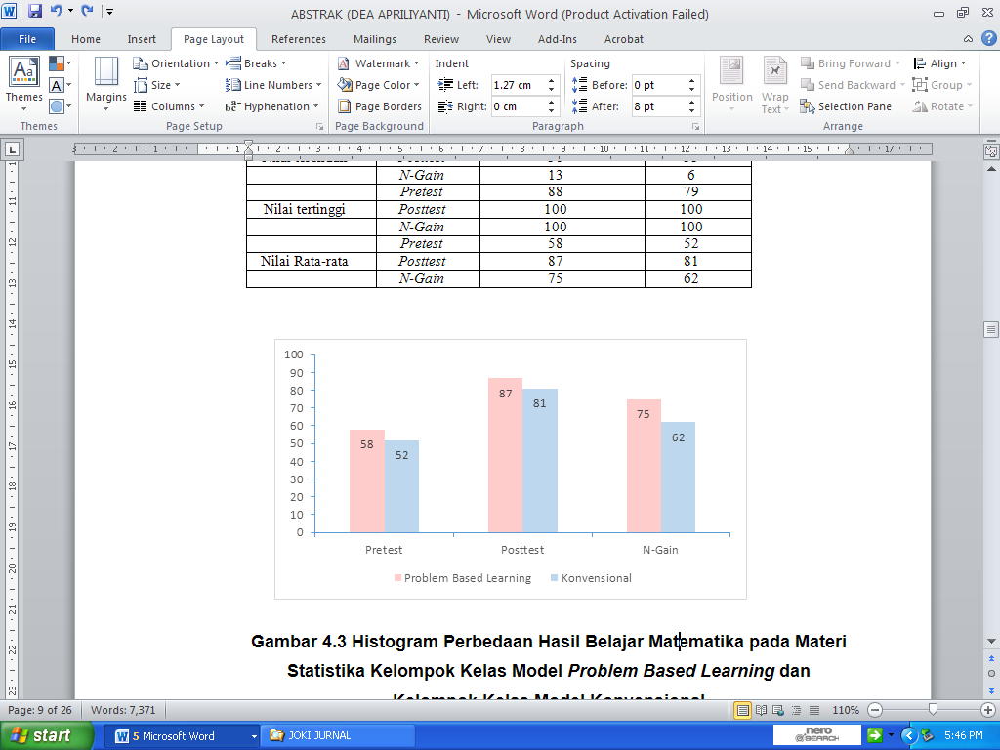 ABSTRAK (DEA APRILIYANTI) - Microsoft Word (Product Activation Failed)
File Home Insert Page Layout References Mailings Review View Add-Ins Acrobat
Themes
Themes
Margins
Orientation
Size
Columns
Breaks
Line Numbers
Hyphenation
Page Setup
Watermark
Page Color
Page Borders
Page Background
Indent
Left: 1.27 cm
Right: 0 cm
Spacing
Before: 0 pt
After: 8 pt
Paragraph
Position
Wrap
Text
Bring Forward
Send Backward
Selection Pane
Align
Group
Rotate
Arrange
3 2 1 1 2 3 4 5 6 7 8 9 10 11 12 13 14 15 17
N-Gain 13 6
Pretest 88 79
Nilai tertinggi Posttest 100 100
N-Gain 100 100
Pretest 58 52
Nilai Rata-rata Posttest 87 81
N-Gain 75 62
100
90
80
70
60
50
40
30
20
10
0
58 52
87 81
75 62
Pretest Posttest N-Gain
Problem Based Learning Konvensional
Gambar 4.3 Histogram Perbedaan Hasil Belajar Matematika pada Materi
Statistika Kelompok Kelas Model Problem Based Learning dan
Kelompok Kelas Model Konvensional
Page: 9 of 26 Words: 7,371 110%
start 5 Microsoft Word JOKI JURNAL nero SEARCH 5:46 PM